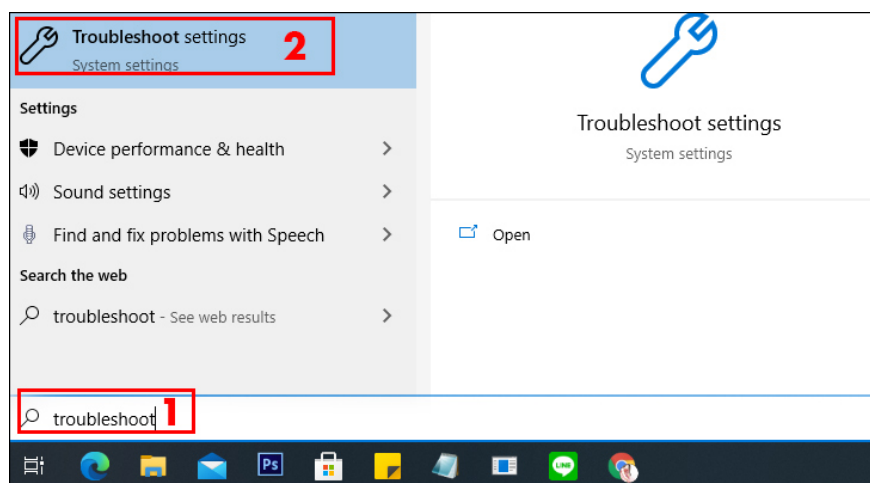 Troubleshoot settings
System settings
2
Settings
Device performance & health
Sound settings
Find and fix problems with Speech
Search the web
troubleshoot - See web results
troubleshoot
1
Troubleshoot settings
System settings
Open
Ps
LINE